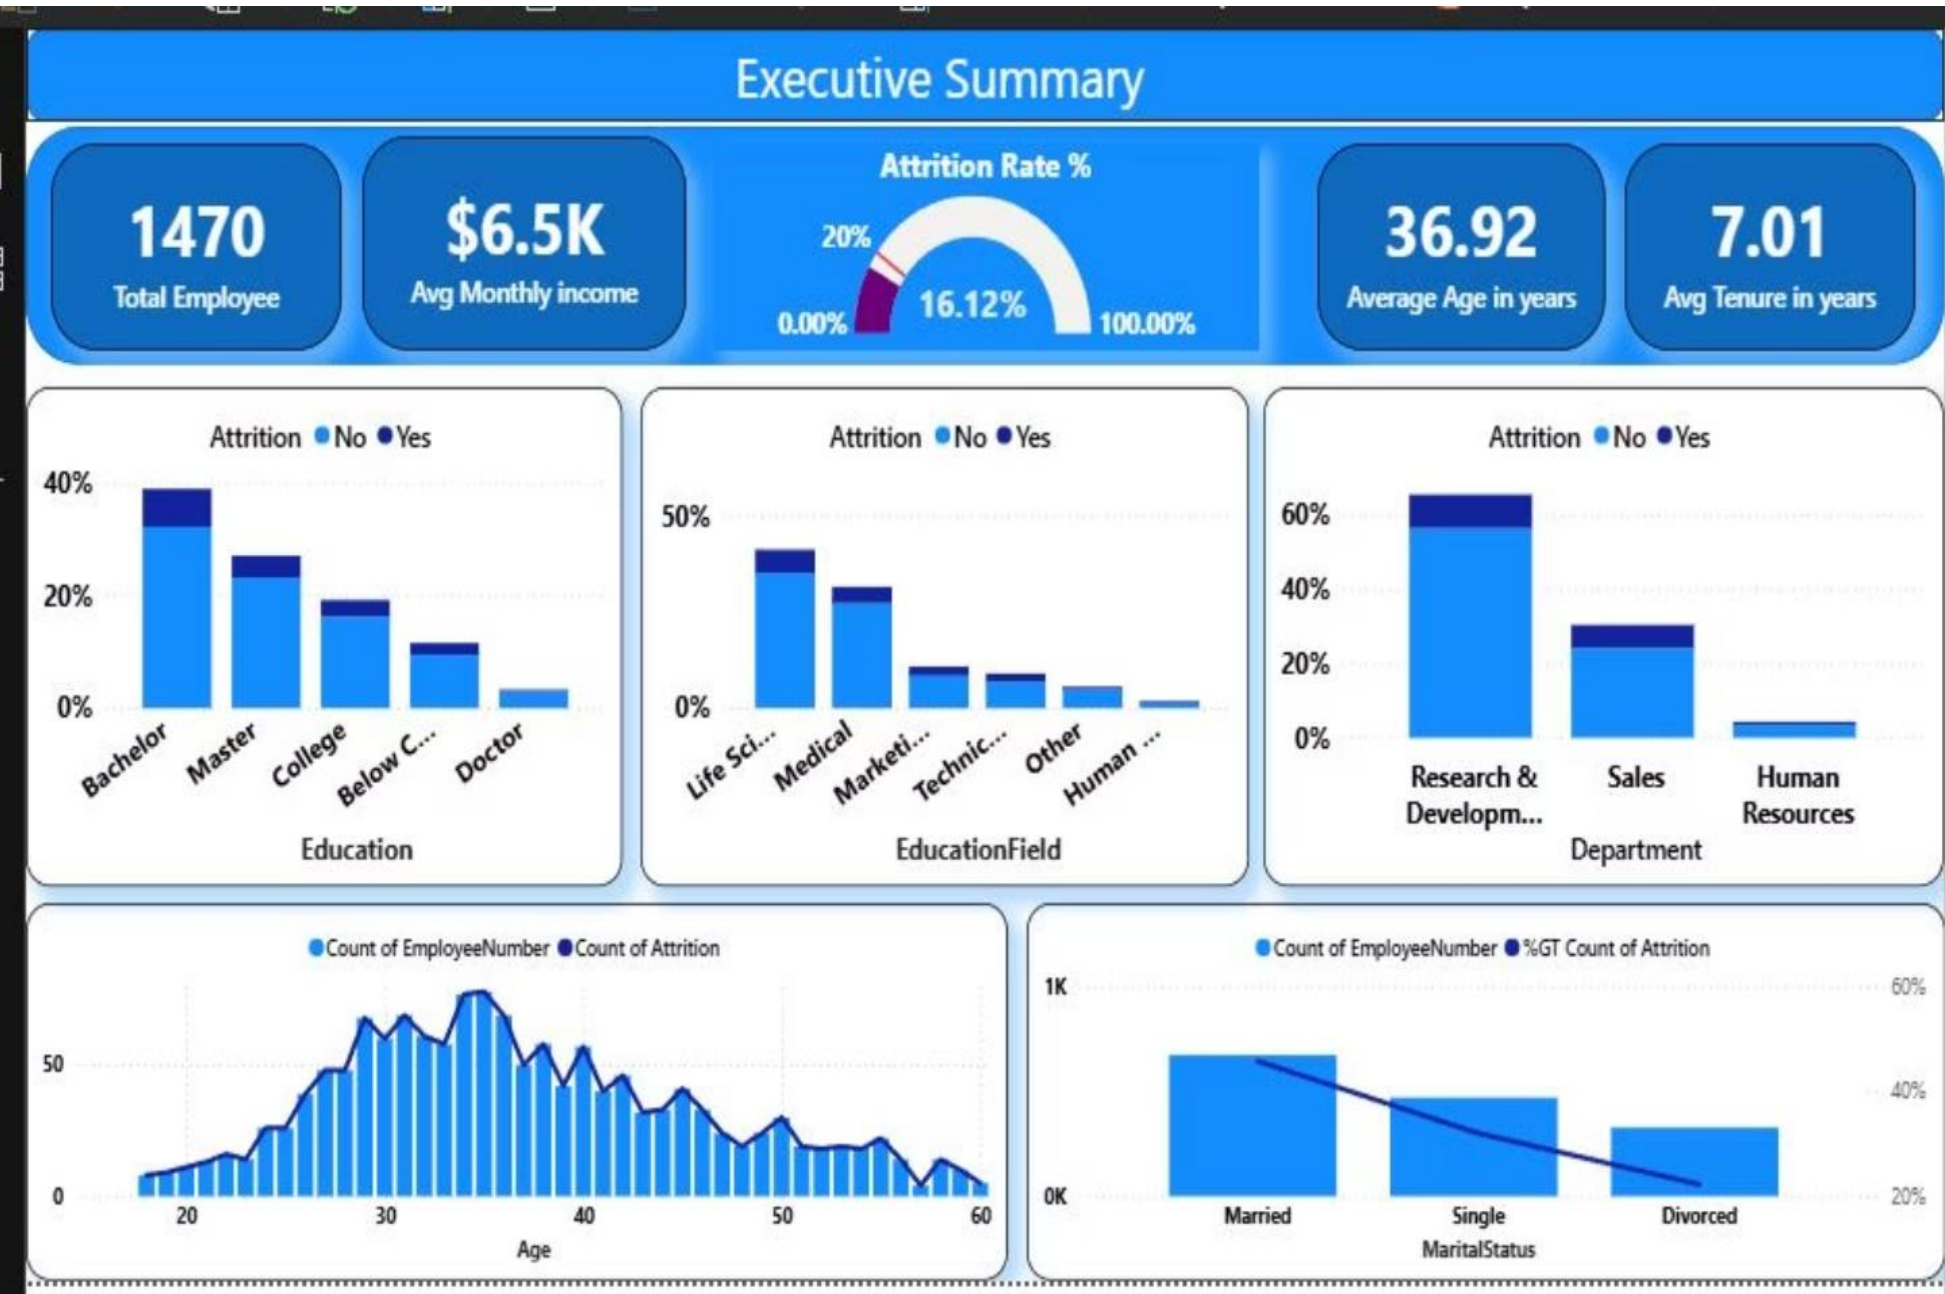 Executive Summary
1470
Total Employee
$6.5K
Avg Monthly income
Attrition Rate %
20%
0.00%
16.12%
100.00%
36.92
Average Age in years
7.01
Avg Tenure in years
Attrition No Yes
40%
20%
0%
Bachelor
Master
College
Below C...
Doctor
Education
Attrition No Yes
50%
0%
Life Sci...
Medical
Marketi...
Technic...
Other
Human ...
EducationField
Attrition No Yes
60%
40%
20%
0%
Research &
Developm...
Sales
Human
Resources
Department
Count of EmployeeNumber Count of Attrition
50
0
20 30 40 50 60
Age
Count of EmployeeNumber %GT Count of Attrition
1K
0K
60%
40%
20%
Married Single Divorced
MaritalStatus